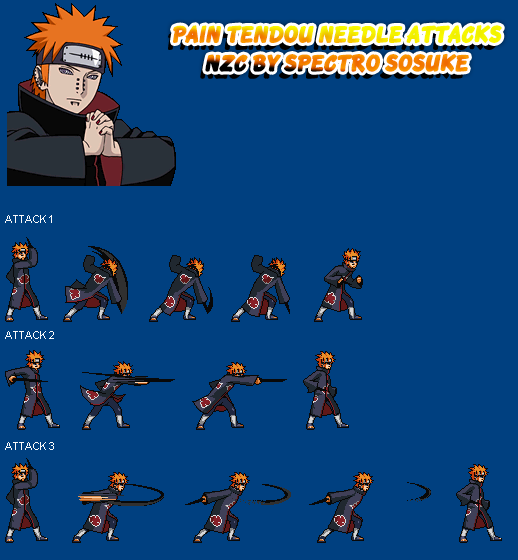 PAIN TENDOU NEEDLE ATTACKS
NZC BY SPECTRO SOSUKE
ATTACK 1
ATTACK 2
ATTACK 3